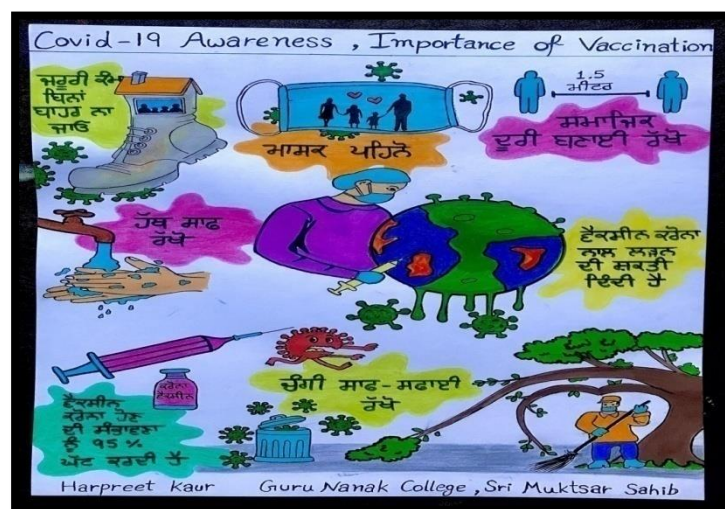 Covid-19 Awareness , Importance of Vaccination
ਜ਼ਰੂਰੀ ਕੰਮ
ਬਿਨਾਂ
ਬਾਹਰ ਨਾ
ਜਾਓ
ਮਾਸਕ ਪਹਿਨੋ
1.5
ਮੀਟਰ
ਸਮਾਜਿਕ
ਦੂਰੀ ਬਣਾਈ ਰੱਖੋ
ਹੱਥ ਸਾਫ
ਰੱਖੋ
ਵੈਕਸੀਨ ਕਰੋਨਾ
ਨਾਲ ਲੜਨ
ਦੀ ਸ਼ਕਤੀ
ਦਿੰਦੀ ਹੈ
ਕਰੋਨਾ
ਵੈਕਸੀਨ
ਚੰਗੀ ਸਾਫ-ਸਫਾਈ
ਰੱਖੋ
ਵੈਕਸੀਨ
ਕਰੋਨਾ ਹੋਣ
ਦੀ ਸੰਭਾਵਨਾ
ਨੂੰ 95 %
ਘੱਟ ਕਰਦੀ ਹੈ
Harpreet Kaur Guru Nanak College , Sri Muktsar Sahib